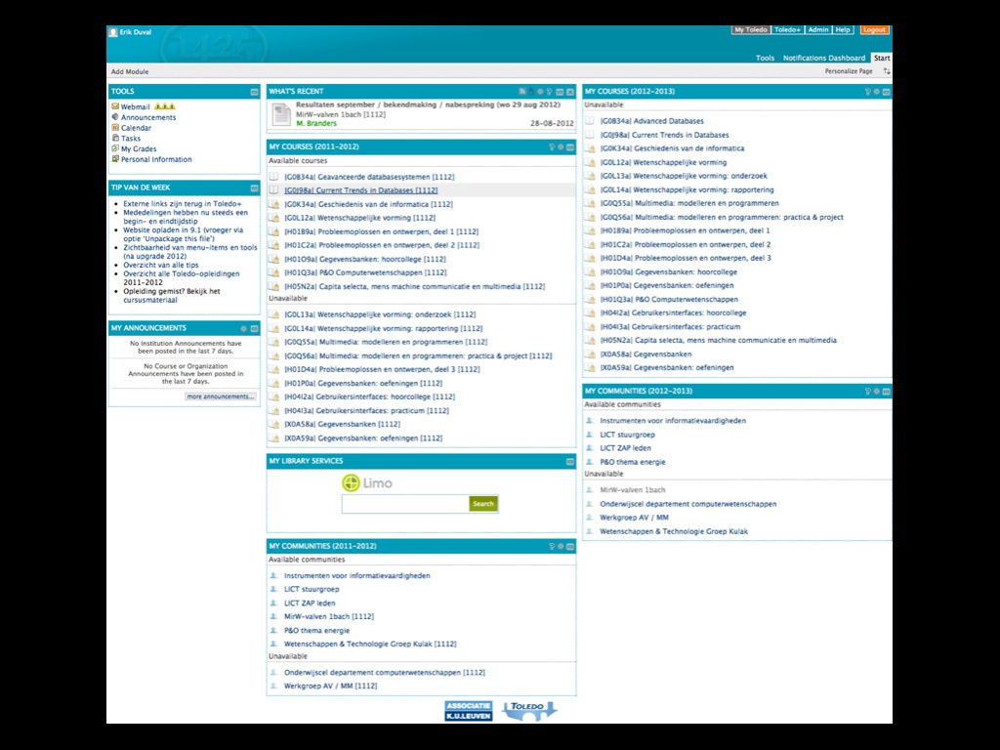 Erik Duval
My Toledo Toledo+ Admin Help Logout
1425
Tools Notifications Dashboard Start
Add Module
Personalize Page
TOOLS
Webmail
Announcements
Calendar
Tasks
My Grades
Personal Information
TIP VAN DE WEEK
Externe links zijn terug in Toledo+
Mededelingen hebben nu steeds een
begin- en eindtijdstip
Website opladen in 9.1 (vroeger via
optie 'Unpackage this file')
Zichtbaarheid van menu-items en tools
(na upgrade 2012)
Overzicht van alle tips
Overzicht alle Toledo-opleidingen
2011-2012
Opleiding gemist? Bekijk het
cursusmateriaal
MY ANNOUNCEMENTS
No Institution Announcements have
been posted in the last 7 days.
No Course or Organization
Announcements have been posted in
the last 7 days.
more announcements...
WHAT'S RECENT
Resultaten september / bekendmaking / nabespreking (wo 29 aug 2012)
MirW-valven 1bach [1112]
M. Branders 28-08-2012
MY COURSES (2011-2012)
Available courses
|G0B34a| Geavanceerde databasesystemen [1112]
|G0J98a| Current Trends in Databases [1112]
|G0K34a| Geschiedenis van de informatica [1112]
|G0L12a| Wetenschappelijke vorming [1112]
|H01B9a| Probleemoplossen en ontwerpen, deel 1 [1112]
|H01C2a| Probleemoplossen en ontwerpen, deel 2 [1112]
|H01O9a| Gegevensbanken: hoorcollege [1112]
|H01Q3a| P&O Computerwetenschappen [1112]
|H05N2a| Capita selecta, mens machine communicatie en multimedia [1112]
Unavailable
|G0L13a| Wetenschappelijke vorming: onderzoek [1112]
|G0L14a| Wetenschappelijke vorming: rapportering [1112]
|G0Q55a| Multimedia: modelleren en programmeren [1112]
|G0Q56a| Multimedia: modelleren en programmeren: practica & project [1112]
|H01D4a| Probleemoplossen en ontwerpen, deel 3 [1112]
|H01P0a| Gegevensbanken: oefeningen [1112]
|H04I2a| Gebruikersinterfaces: hoorcollege [1112]
|H04I3a| Gebruikersinterfaces: practicum [1112]
|X0A58a| Gegevensbanken [1112]
|X0A59a| Gegevensbanken: oefeningen [1112]
MY LIBRARY SERVICES
Limo
Search
MY COMMUNITIES (2011-2012)
Available communities
Instrumenten voor informatievaardigheden
LICT stuurgroep
LICT ZAP leden
MirW-valven 1bach [1112]
P&O thema energie
Wetenschappen & Technologie Groep Kulak [1112]
Unavailable
Onderwijscel departement computerwetenschappen [1112]
Werkgroep AV / MM [1112]
MY COURSES (2012-2013)
Unavailable
|G0B34a| Advanced Databases
|G0J98a| Current Trends in Databases
|G0K34a| Geschiedenis van de informatica
|G0L12a| Wetenschappelijke vorming
|G0L13a| Wetenschappelijke vorming: onderzoek
|G0L14a| Wetenschappelijke vorming: rapportering
|G0Q55a| Multimedia: modelleren en programmeren
|G0Q56a| Multimedia: modelleren en programmeren: practica & project
|H01B9a| Probleemoplossen en ontwerpen, deel 1
|H01C2a| Probleemoplossen en ontwerpen, deel 2
|H01D4a| Probleemoplossen en ontwerpen, deel 3
|H01O9a| Gegevensbanken: hoorcollege
|H01P0a| Gegevensbanken: oefeningen
|H01Q3a| P&O Computerwetenschappen
|H04I2a| Gebruikersinterfaces: hoorcollege
|H04I3a| Gebruikersinterfaces: practicum
|H05N2a| Capita selecta, mens machine communicatie en multimedia
|X0A58a| Gegevensbanken
|X0A59a| Gegevensbanken: oefeningen
MY COMMUNITIES (2012-2013)
Available communities
Instrumenten voor informatievaardigheden
LICT stuurgroep
LICT ZAP leden
P&O thema energie
Unavailable
MirW-valven 1bach
Onderwijscel departement computerwetenschappen
Werkgroep AV / MM
Wetenschappen & Technologie Groep Kulak
ASSOCIATIE
K.U.LEUVEN
TOLEDO